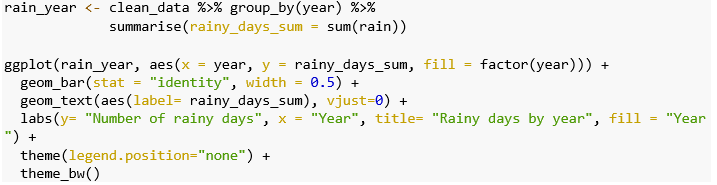 rain_year <- clean_data %>% group_by(year) %>%
             summarise(rainy_days_sum = sum(rain))

ggplot(rain_year, aes(x = year, y = rainy_days_sum, fill = factor(year))) +
  geom_bar(stat = "identity", width = 0.5) +
  geom_text(aes(label= rainy_days_sum), vjust=0) +
  labs(y= "Number of rainy days", x = "Year", title= "Rainy days by year", fill = "Year
") +
  theme(legend.position="none") +
  theme_bw()